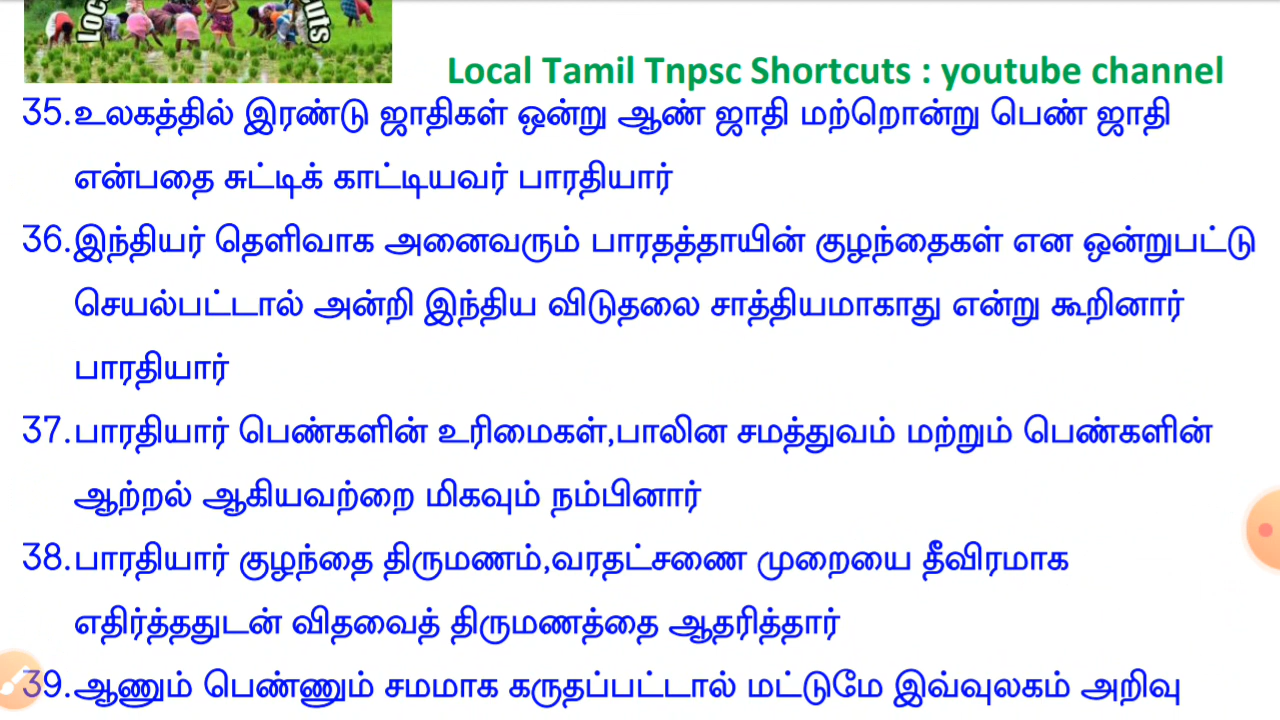 Loc uts
Local Tamil Tnpsc Shortcuts : youtube channel
35.உலகத்தில் இரண்டு ஜாதிகள் ஒன்று ஆண் ஜாதி மற்றொன்று பெண் ஜாதி
என்பதை சுட்டிக் காட்டியவர் பாரதியார்
36.இந்தியர் தெளிவாக அனைவரும் பாரதத்தாயின் குழந்தைகள் என ஒன்றுபட்டு
செயல்பட்டால் அன்றி இந்திய விடுதலை சாத்தியமாகாது என்று கூறினார்
பாரதியார்
37.பாரதியார் பெண்களின் உரிமைகள்,பாலின சமத்துவம் மற்றும் பெண்களின்
ஆற்றல் ஆகியவற்றை மிகவும் நம்பினார்
38.பாரதியார் குழந்தை திருமணம்,வரதட்சணை முறையை தீவிரமாக
எதிர்த்ததுடன் விதவைத் திருமணத்தை ஆதரித்தார்
39.ஆணும் பெண்ணும் சமமாக கருதப்பட்டால் மட்டுமே இவ்வுலகம் அறிவு